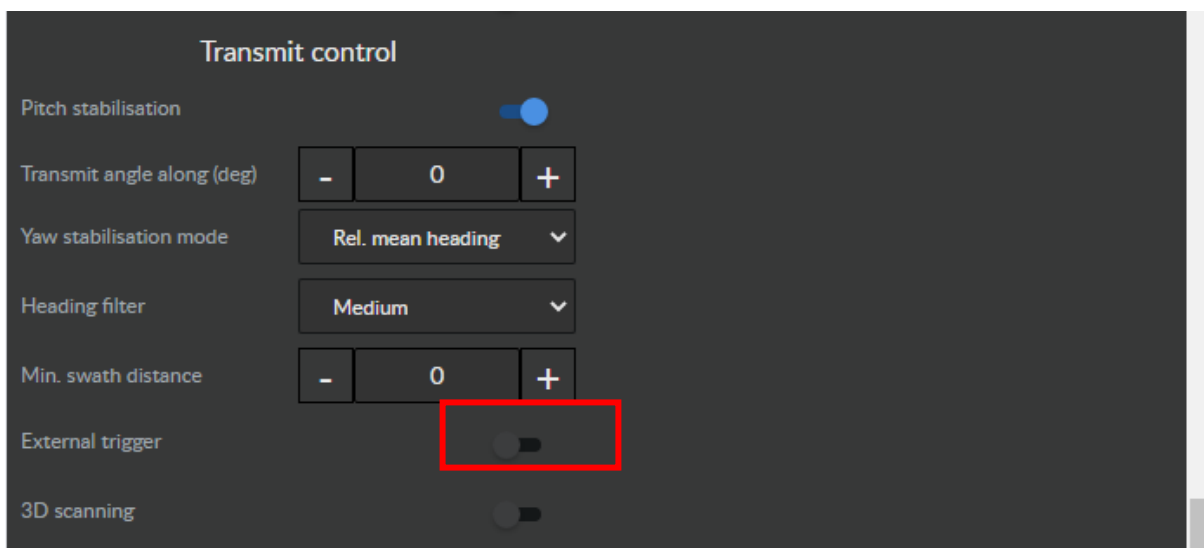 Transmit control
Pitch stabilisation
Transmit angle along (deg) - 0 +
Yaw stabilisation mode Rel. mean heading
Heading filter Medium
Min. swath distance - 0 +
External trigger
3D scanning